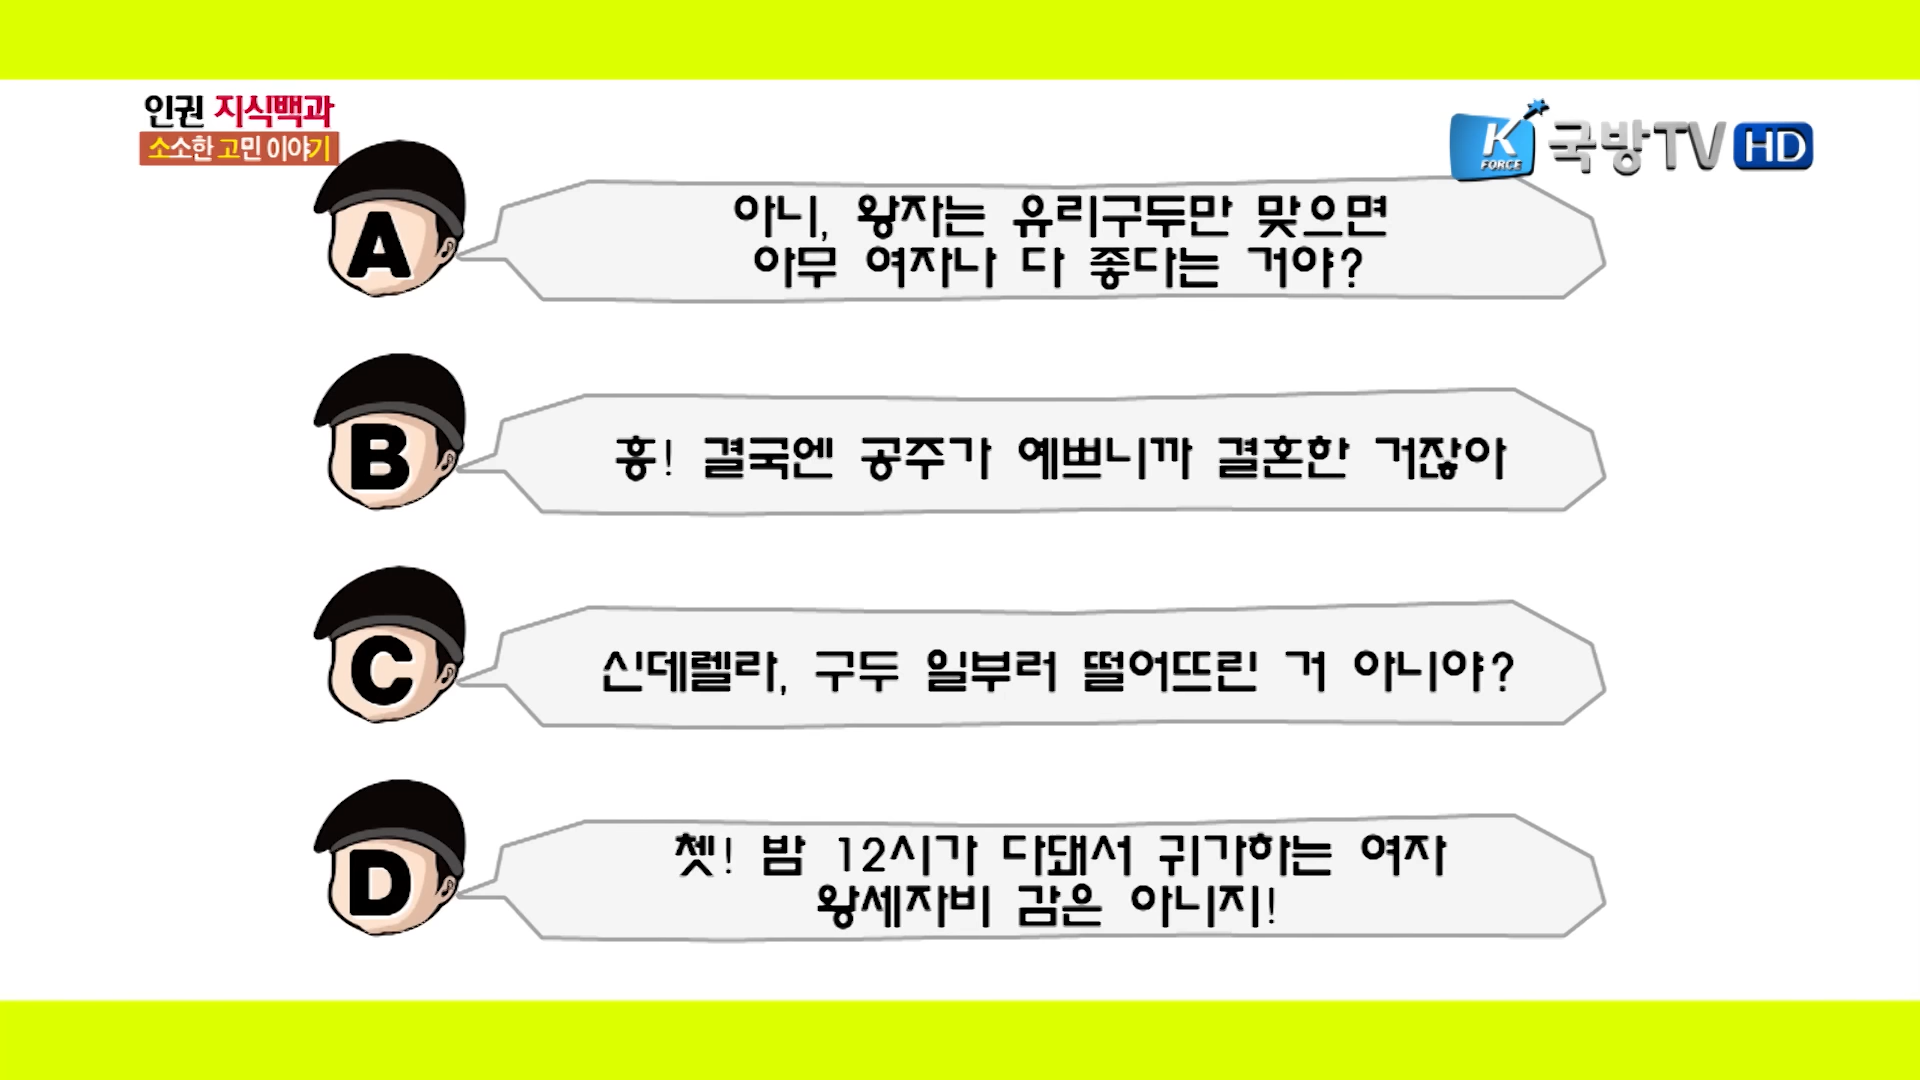 인권 지식백과
소소한 고민 이야기
K FORCE 국방TV HD
A
아니, 왕자는 유리구두만 맞으면
아무 여자나 다 좋다는 거야?
B
흥! 결국엔 공주가 예쁘니까 결혼한 거잖아
C
신데렐라, 구두 일부러 떨어뜨린 거 아니야?
D
쳇! 밤 12시가 다돼서 귀가하는 여자
왕세자비 감은 아니지!